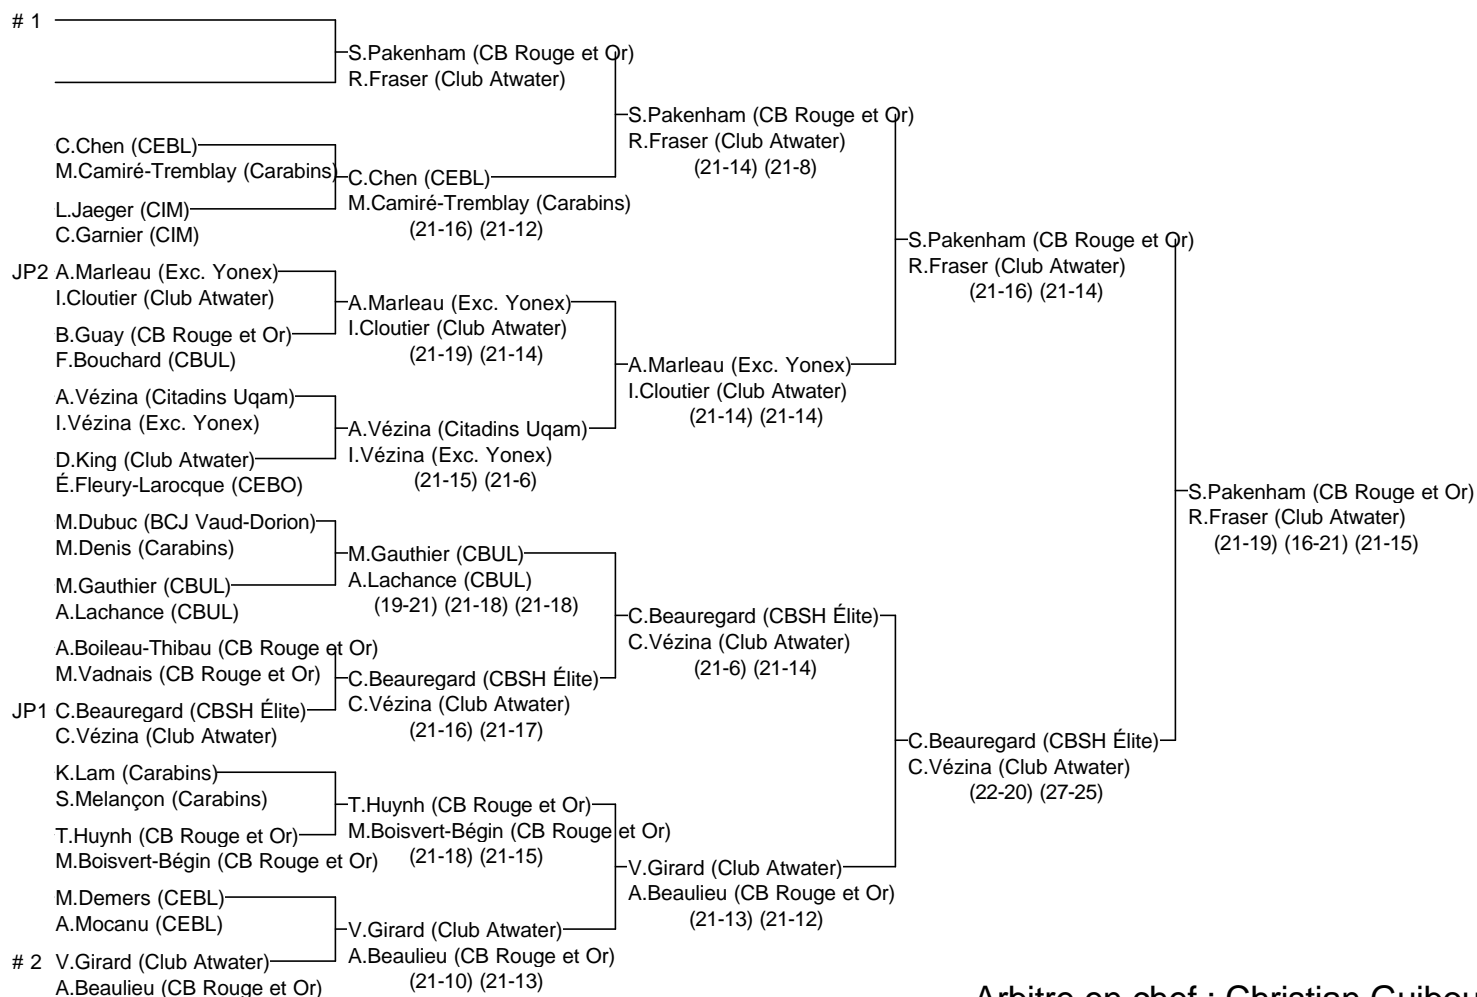 # 1
S.Pakenham (CB Rouge et Or)
R.Fraser (Club Atwater)
S.Pakenham (CB Rouge et Or)
R.Fraser (Club Atwater)
(21-14) (21-8)
C.Chen (CEBL)
M.Camiré-Tremblay (Carabins)
C.Chen (CEBL)
M.Camiré-Tremblay (Carabins)
(21-16) (21-12)
L.Jaeger (CIM)
C.Garnier (CIM)
S.Pakenham (CB Rouge et Or)
R.Fraser (Club Atwater)
(21-16) (21-14)
JP2 A.Marleau (Exc. Yonex)
I.Cloutier (Club Atwater)
A.Marleau (Exc. Yonex)
I.Cloutier (Club Atwater)
(21-19) (21-14)
B.Guay (CB Rouge et Or)
F.Bouchard (CBUL)
A.Marleau (Exc. Yonex)
I.Cloutier (Club Atwater)
(21-14) (21-14)
A.Vézina (Citadins Uqam)
I.Vézina (Exc. Yonex)
A.Vézina (Citadins Uqam)
I.Vézina (Exc. Yonex)
(21-15) (21-6)
D.King (Club Atwater)
É.Fleury-Larocque (CEBO)
S.Pakenham (CB Rouge et Or)
R.Fraser (Club Atwater)
(21-19) (16-21) (21-15)
M.Dubuc (BCJ Vaud-Dorion)
M.Denis (Carabins)
M.Gauthier (CBUL)
A.Lachance (CBUL)
(19-21) (21-18) (21-18)
M.Gauthier (CBUL)
A.Lachance (CBUL)
C.Beauregard (CBSH Élite)
C.Vézina (Club Atwater)
(21-6) (21-14)
A.Boileau-Thibau (CB Rouge et Or)
M.Vadnais (CB Rouge et Or)
C.Beauregard (CBSH Élite)
C.Vézina (Club Atwater)
(21-16) (21-17)
JP1 C.Beauregard (CBSH Élite)
C.Vézina (Club Atwater)
C.Beauregard (CBSH Élite)
C.Vézina (Club Atwater)
(22-20) (27-25)
K.Lam (Carabins)
S.Melançon (Carabins)
T.Huynh (CB Rouge et Or)
M.Boisvert-Bégin (CB Rouge et Or)
(21-18) (21-15)
T.Huynh (CB Rouge et Or)
M.Boisvert-Bégin (CB Rouge et Or)
V.Girard (Club Atwater)
A.Beaulieu (CB Rouge et Or)
(21-13) (21-12)
M.Demers (CEBL)
A.Mocanu (CEBL)
V.Girard (Club Atwater)
A.Beaulieu (CB Rouge et Or)
(21-10) (21-13)
# 2 V.Girard (Club Atwater)
A.Beaulieu (CB Rouge et Or)
Arbitre en chef : Christian